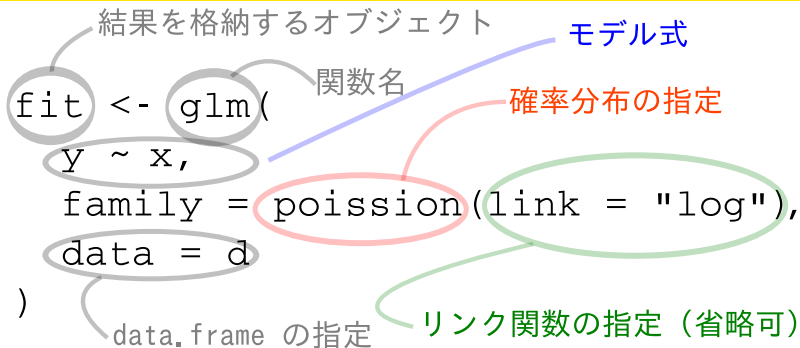 結果を格納するオブジェクト
モデル式
関数名
fit <- glm(
確率分布の指定
y ~ x,
family = poission(link = "log"),
data = d
)
リンク関数の指定（省略可）
data.frame の指定